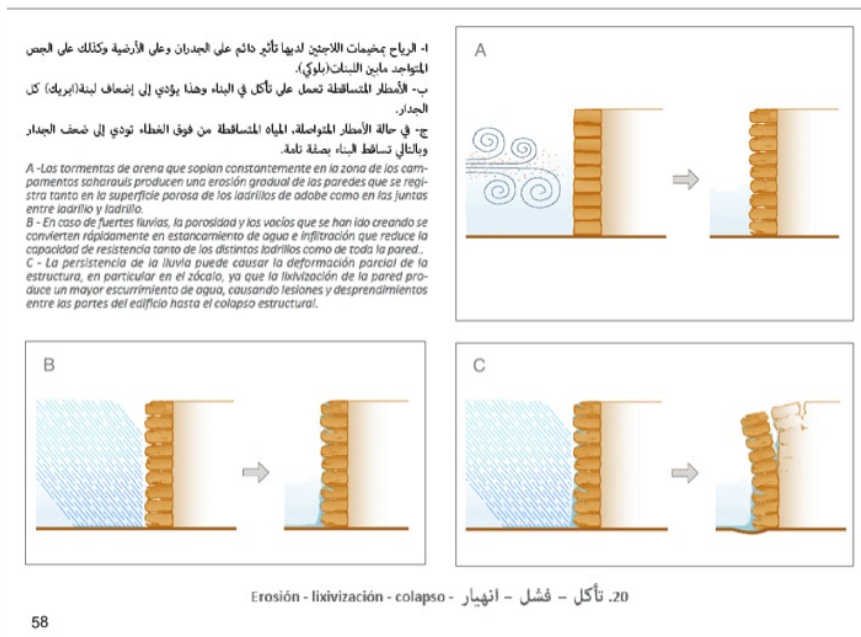 ا- الرياح بمخيمات اللاجئين لديها تأثير دائم على الجدران وعلى الأرضية وكذلك على الجص
المتواجد مابين اللبنات(بلوكي).
ب- الأمطار المتساقطة تعمل على تأكل في البناء وهذا يؤدي إلى إضعاف لبنة(ابريك) كل
الجدار.
ج- في حالة الأمطار المتواصلة، المياه المتساقطة من فوق الغطاء تودي إلى ضعف الجدار
وبالتالي تساقط البناء بصفة تامة.
A -Las tormentas de arena que soplan constantemente en la zona de los cam-
pamentos saharauis producen una erosión gradual de las paredes que se regi-
stra tanto en la superficie porosa de los ladrillos de adobe como en las juntas
entre ladrillo y ladrillo.
B - En caso de fuertes lluvias, la porosidad y los vacíos que se han ido creando se
convierten rápidamente en estancamiento de agua e infiltración que reduce la
capacidad de resistencia tanto de los distintos ladrillos como de toda la pared..
C - La persistencia de la lluvia puede causar la deformación parcial de la
estructura, en particular en el zócalo, ya que la lixivización de la pared pro-
duce un mayor escurrimiento de agua, causando lesiones y desprendimientos
entre las partes del edificio hasta el colapso estructural.
A
B
C
20. تأكل – فشل – انهيار - Erosión - lixivización - colapso
58